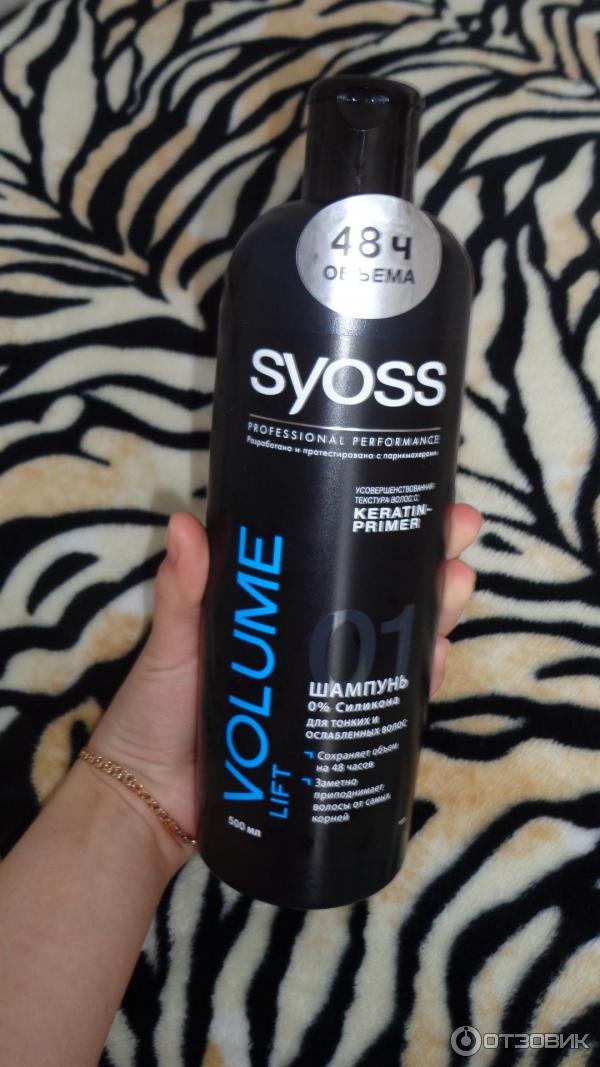 48 ч
ОБЪЕМА
syoss
PROFESSIONAL PERFORMANCE
Разработано и протестировано с парикмахерами
УСОВЕРШЕНСТВОВАННАЯ
ТЕКСТУРА ВОЛОС С:
KERATIN-
PRIMER
VOLUME
LIFT
01
ШАМПУНЬ
0% Силикона
для тонких и
ослабленных волос
Сохраняет объем
на 48 часов
Заметно
приподнимает
волосы от самых
корней
500 мл
ОТЗОВИК